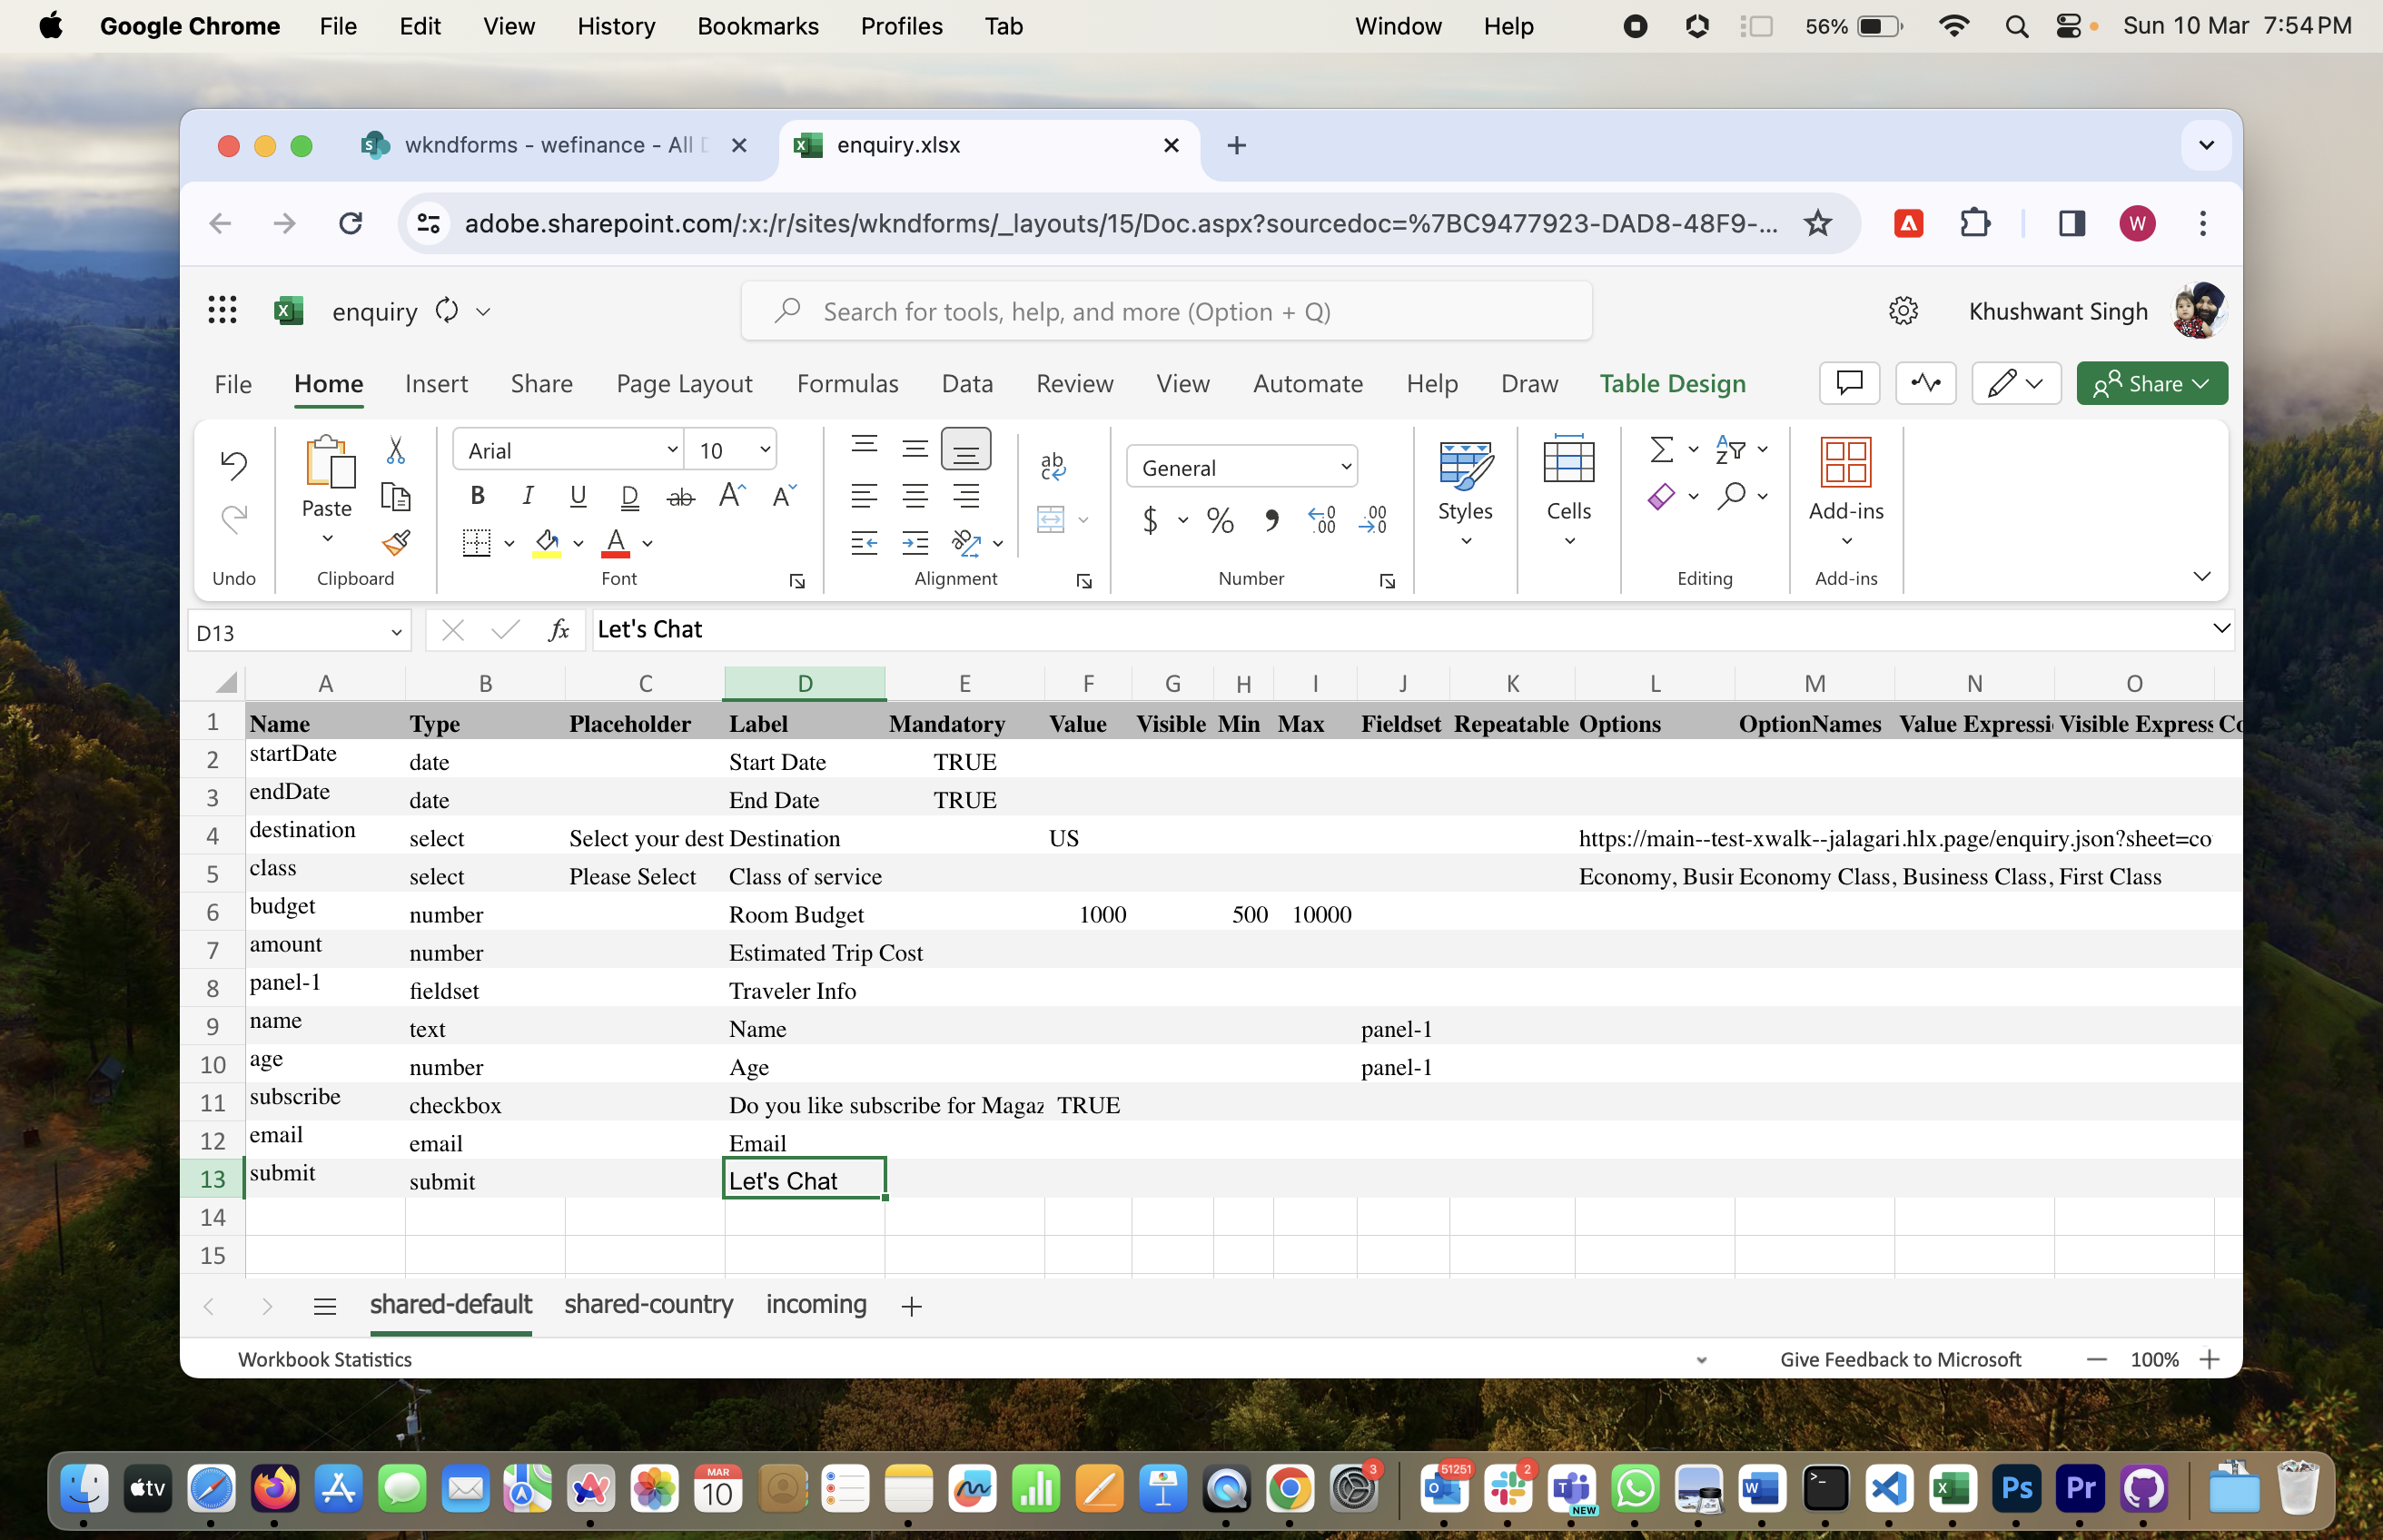 Google Chrome File Edit View History Bookmarks Profiles Tab Window Help 56% Sun 10 Mar 7:54 PM
wkndforms - wefinance - All enquiry.xlsx
adobe.sharepoint.com/:x:/r/sites/wkndforms/_layouts/15/Doc.aspx?sourcedoc=%7BC9477923-DAD8-48F9-... W
enquiry Search for tools, help, and more (Option + Q) Khushwant Singh
File Home Insert Share Page Layout Formulas Data Review View Automate Help Draw Table Design Share
Arial 10 General
Paste Styles Cells Add-ins
Undo Clipboard Font Alignment Number Editing Add-ins
D13 fx Let's Chat
A B C D E F G H I J K L M N O
1 Name Type Placeholder Label Mandatory Value Visible Min Max Fieldset Repeatable Options OptionNames Value Expressi Visible Express Co
2 startDate date Start Date TRUE
3 endDate date End Date TRUE
4 destination select Select your dest Destination US https://main--test-xwalk--jalagari.hlx.page/enquiry.json?sheet=co
5 class select Please Select Class of service Economy, Busir Economy Class, Business Class, First Class
6 budget number Room Budget 1000 500 10000
7 amount number Estimated Trip Cost
8 panel-1 fieldset Traveler Info
9 name text Name panel-1
10 age number Age panel-1
11 subscribe checkbox Do you like subscribe for Magaz TRUE
12 email email Email
13 submit submit Let's Chat
14
15
shared-default shared-country incoming
Workbook Statistics Give Feedback to Microsoft 100%
tv MAR 10 3 51251 2 NEW Ps Pr